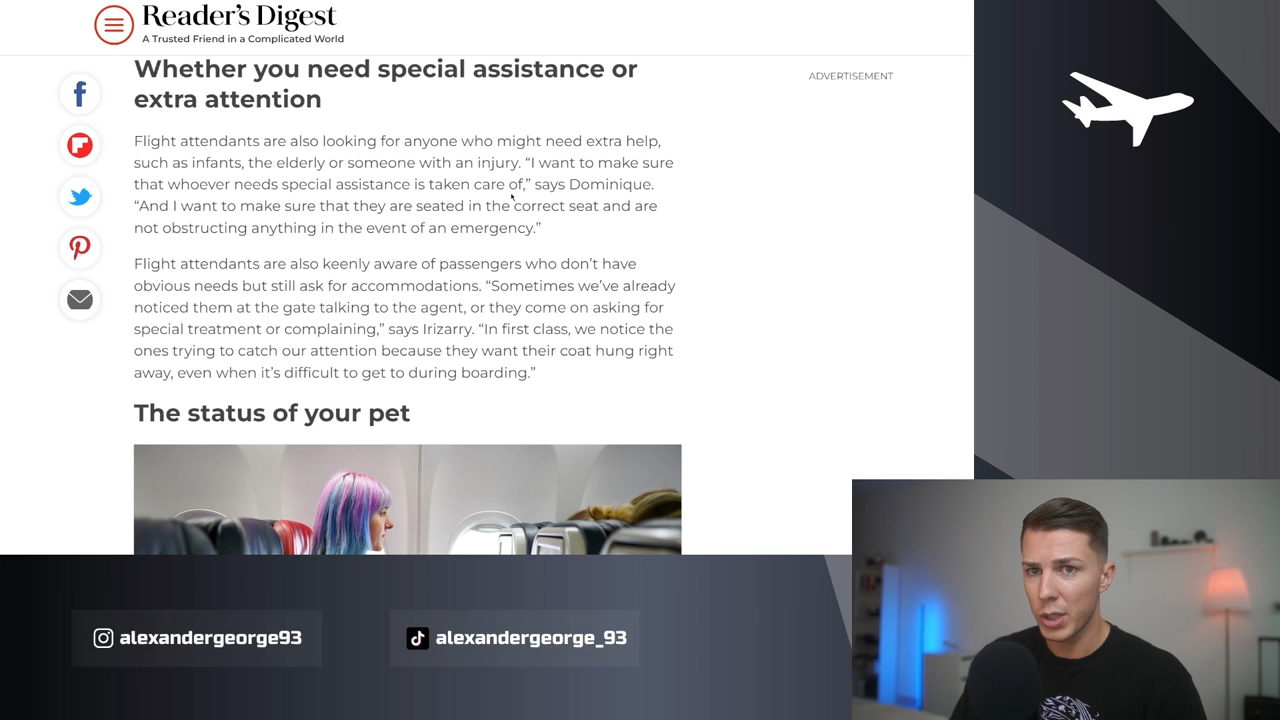 Reader's Digest
A Trusted Friend in a Complicated World
Whether you need special assistance or
extra attention
ADVERTISEMENT
Flight attendants are also looking for anyone who might need extra help,
such as infants, the elderly or someone with an injury. “I want to make sure
that whoever needs special assistance is taken care of,” says Dominique.
“And I want to make sure that they are seated in the correct seat and are
not obstructing anything in the event of an emergency.”
Flight attendants are also keenly aware of passengers who don’t have
obvious needs but still ask for accommodations. “Sometimes we’ve already
noticed them at the gate talking to the agent, or they come on asking for
special treatment or complaining,” says Irizarry. “In first class, we notice the
ones trying to catch our attention because they want their coat hung right
away, even when it’s difficult to get to during boarding.”
The status of your pet
alexandergeorge93
alexandergeorge_93